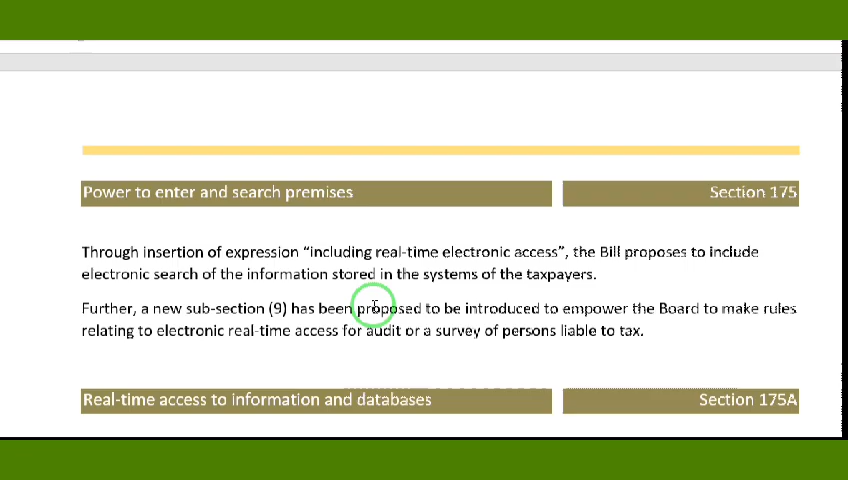 Power to enter and search premises
Section 175
Through insertion of expression “including real-time electronic access”, the Bill proposes to include
electronic search of the information stored in the systems of the taxpayers.
Further, a new sub-section (9) has been proposed to be introduced to empower the Board to make rules
relating to electronic real-time access for audit or a survey of persons liable to tax.
Real-time access to information and databases
Section 175A